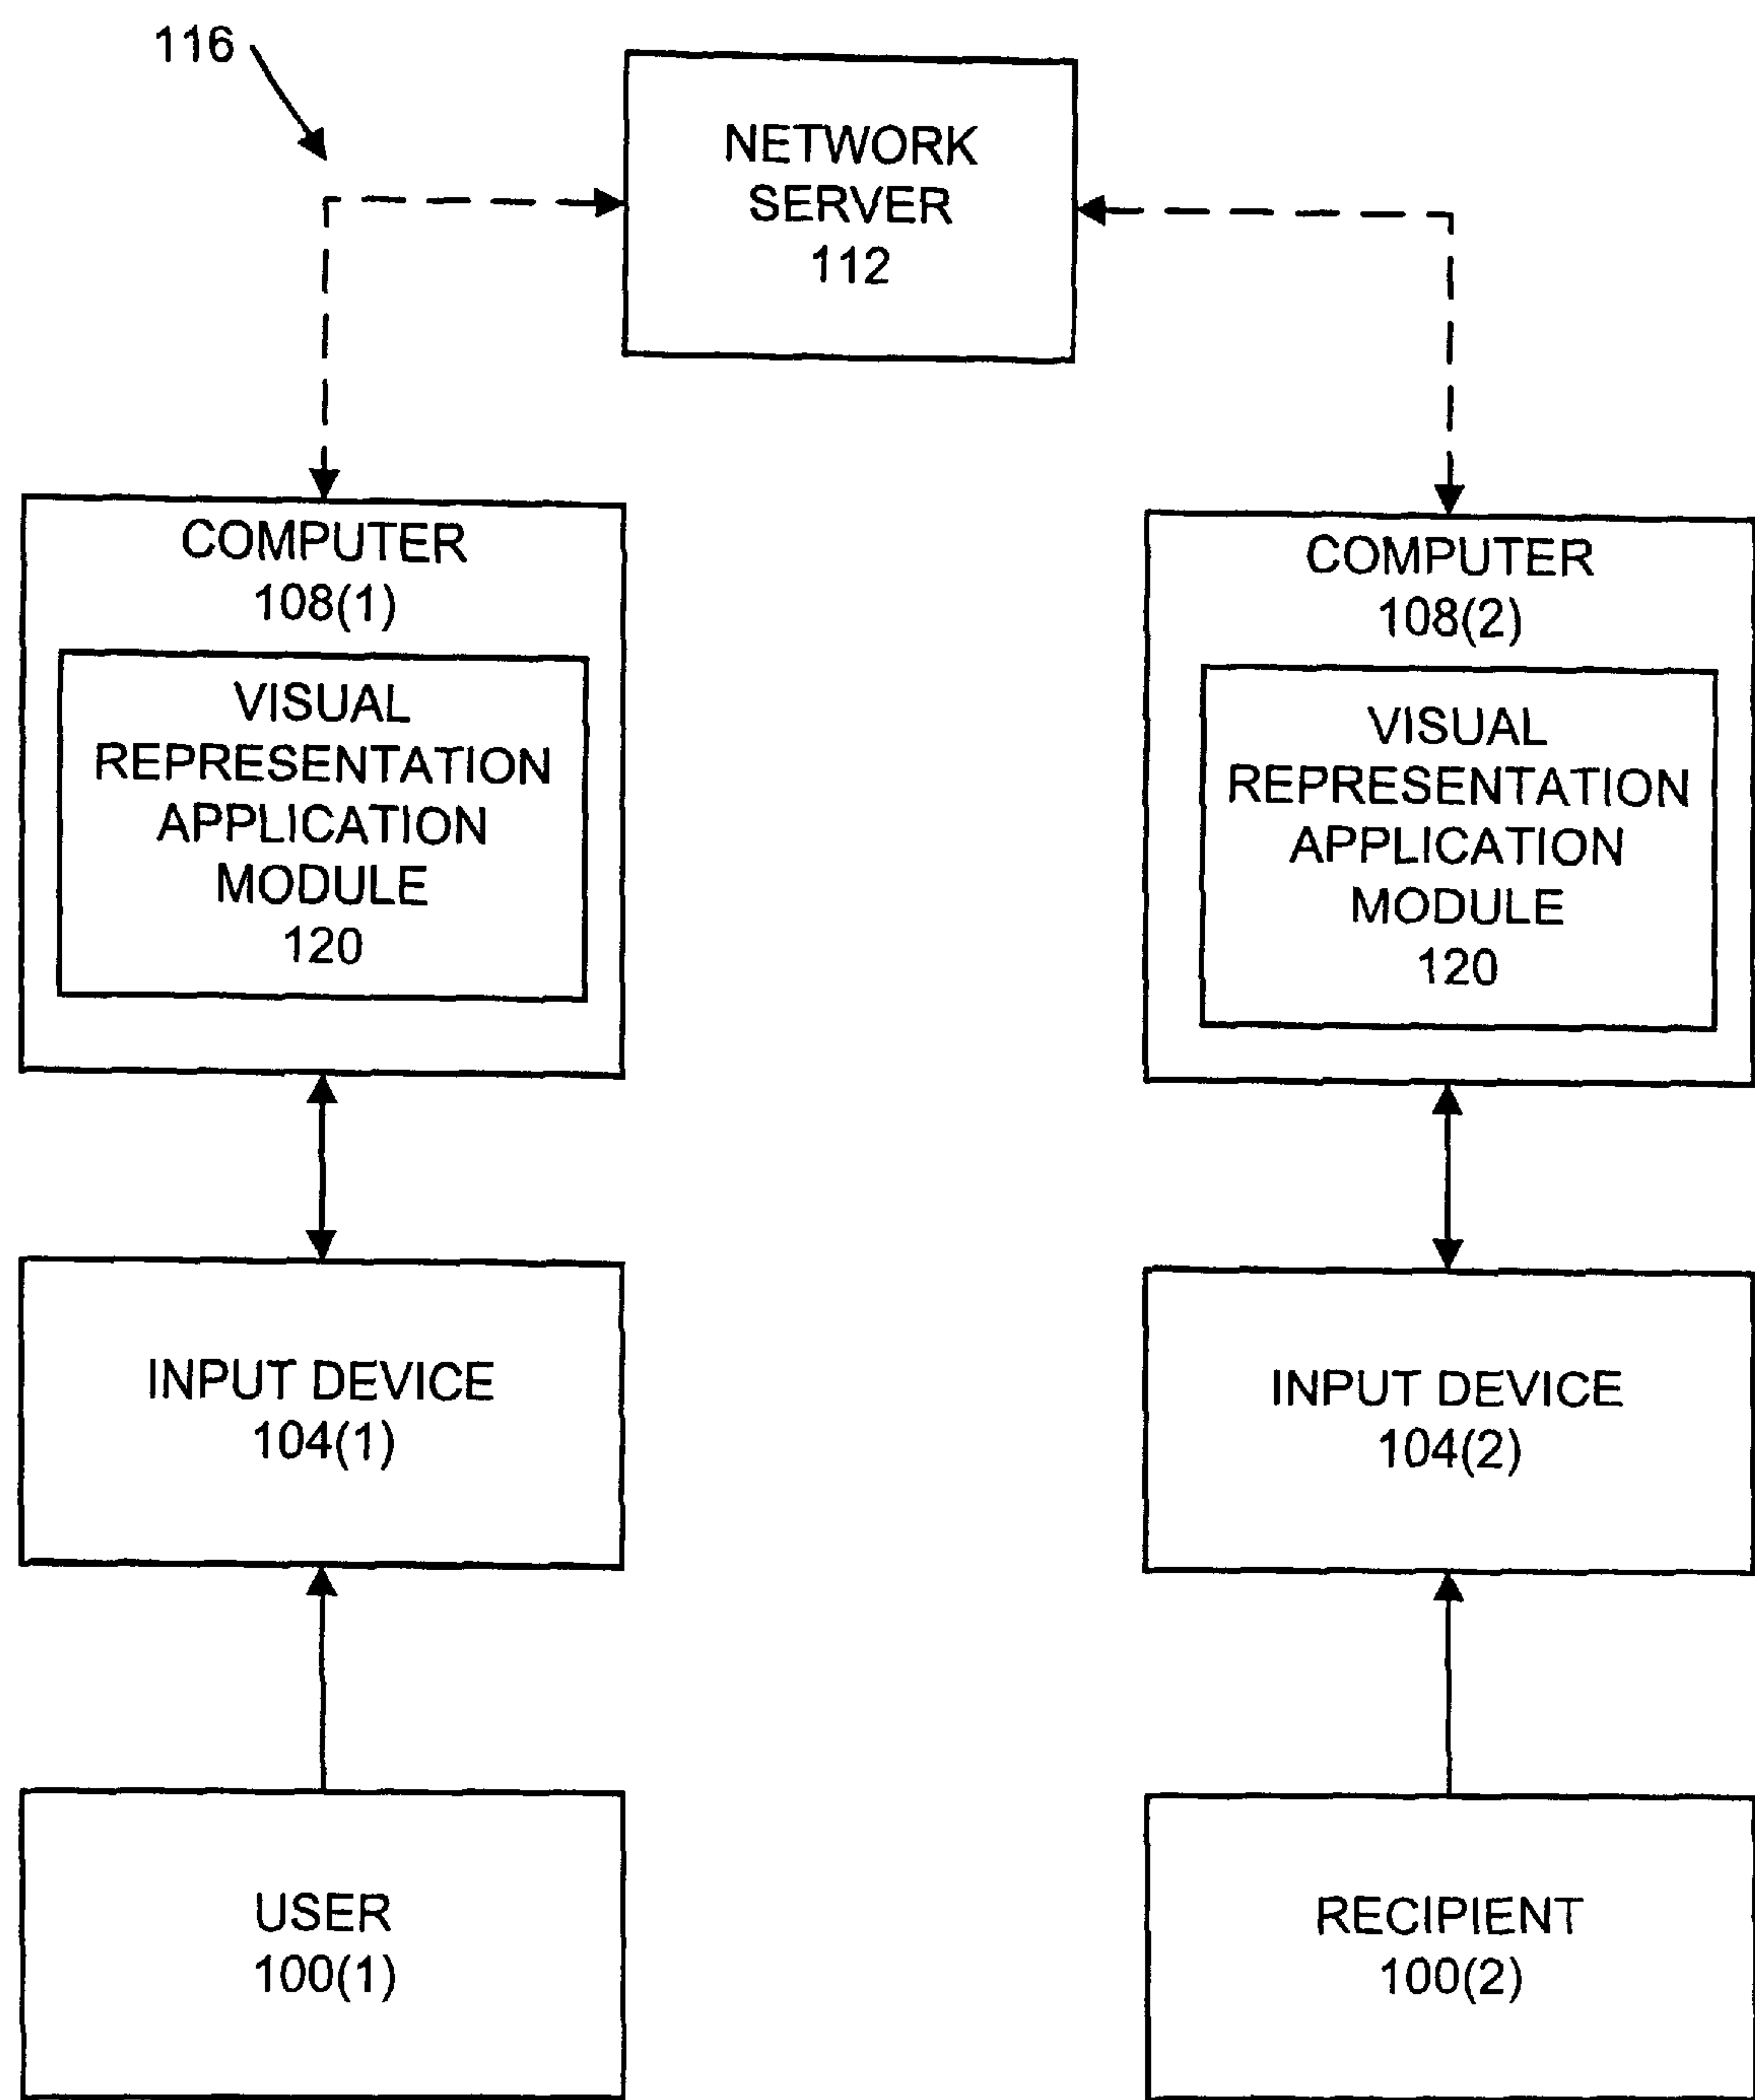 116
NETWORK
SERVER
112
COMPUTER
108(1)
VISUAL
REPRESENTATION
APPLICATION
MODULE
120
COMPUTER
108(2)
VISUAL
REPRESENTATION
APPLICATION
MODULE
120
INPUT DEVICE
104(1)
INPUT DEVICE
104(2)
USER
100(1)
RECIPIENT
100(2)